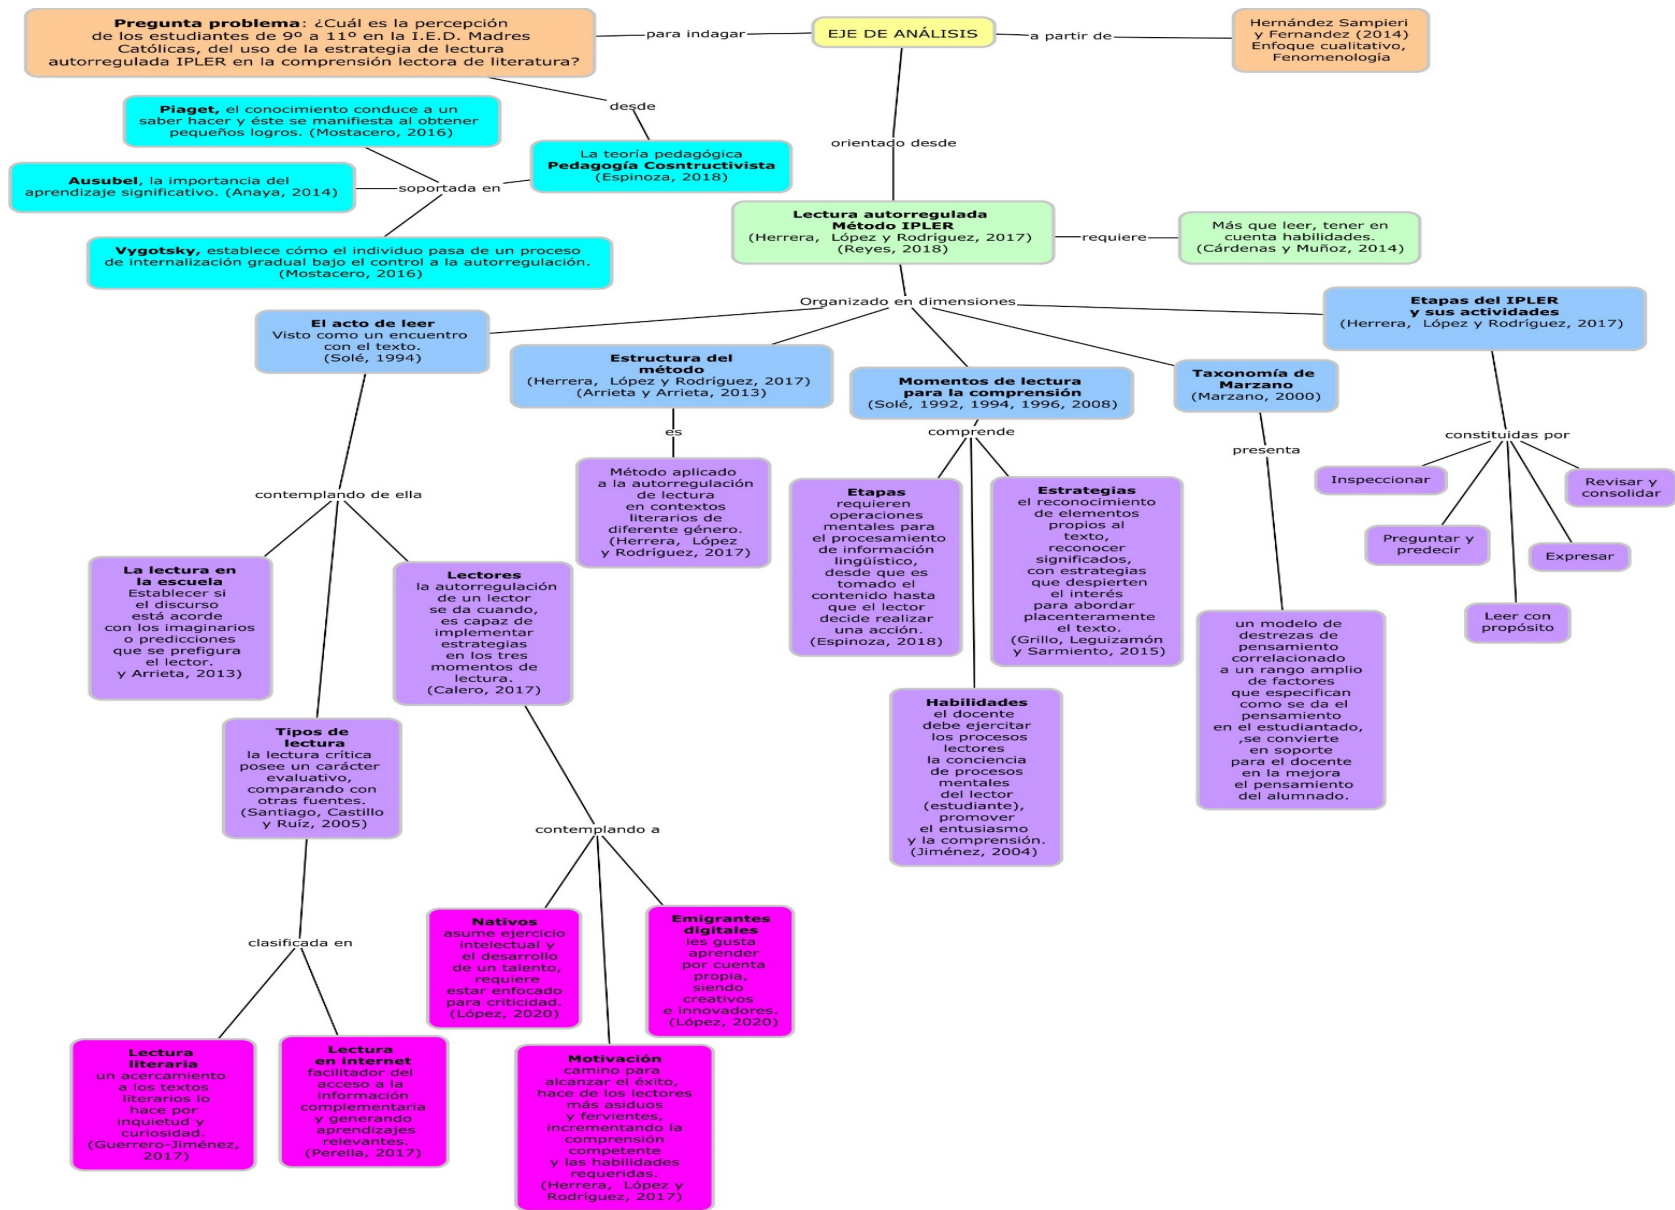 Pregunta problema: ¿Cuál es la percepción
de los estudiantes de 9º a 11º en la I.E.D. Madres
Católicas, del uso de la estrategia de lectura
autorregulada IPLER en la comprensión lectora de literatura?
para indagar
EJE DE ANÁLISIS
a partir de
Hernández Sampieri
y Fernandez (2014)
Enfoque cualitativo,
Fenomenología
desde
Piaget, el conocimiento conduce a un
saber hacer y éste se manifiesta al obtener
pequeños logros. (Mostacero, 2016)
La teoría pedagógica
Pedagogía Cosntructivista
(Espinoza, 2018)
orientado desde
Ausubel, la importancia del
aprendizaje significativo. (Anaya, 2014)
soportada en
Vygotsky, establece cómo el individuo pasa de un proceso
de internalización gradual bajo el control a la autorregulación.
(Mostacero, 2016)
Lectura autorregulada
Método IPLER
(Herrera, López y Rodríguez, 2017)
(Reyes, 2018)
requiere
Más que leer, tener en
cuenta habilidades.
(Cárdenas y Muñoz, 2014)
Organizado en dimensiones
El acto de leer
Visto como un encuentro
con el texto.
(Solé, 1994)
Estructura del
método
(Herrera, López y Rodríguez, 2017)
(Arrieta y Arrieta, 2013)
Momentos de lectura
para la comprensión
(Solé, 1992, 1994, 1996, 2008)
Taxonomía de
Marzano
(Marzano, 2000)
Etapas del IPLER
y sus actividades
(Herrera, López y Rodríguez, 2017)
es
comprende
presenta
constituidas por
Método aplicado
a la autorregulación
de lectura
en contextos
literarios de
diferente género.
(Herrera, López
y Rodríguez, 2017)
Etapas
requieren
operaciones
mentales para
el procesamiento
de información
lingüístico,
desde que es
tomado el
contenido hasta
que el lector
decide realizar
una acción.
(Espinoza, 2018)
Estrategias
el reconocimiento
de elementos
propios al
texto,
reconocer
significados,
con estrategias
que despierten
el interés
para abordar
placenteramente
el texto.
(Grillo, Leguizamón
y Sarmiento, 2015)
Inspeccionar
Revisar y
consolidar
Preguntar y
predecir
Expresar
Leer con
propósito
contemplando de ella
La lectura en
la escuela
Establecer si
el discurso
está acorde
con los imaginarios
o predicciones
que se prefigura
el lector.
y Arrieta, 2013)
Lectores
la autorregulación
de un lector
se da cuando,
es capaz de
implementar
estrategias
en los tres
momentos de
lectura.
(Calero, 2017)
un modelo de
destrezas de
pensamiento
correlacionado
a un rango amplio
de factores
que especifican
como se da el
pensamiento
en el estudiantado,
,se convierte
en soporte
para el docente
en la mejora
el pensamiento
del alumnado.
Habilidades
el docente
debe ejercitar
los procesos
lectores
la conciencia
de procesos
mentales
del lector
(estudiante),
promover
el entusiasmo
y la comprensión.
(Jiménez, 2004)
Tipos de
lectura
la lectura crítica
posee un carácter
evaluativo,
comparando con
otras fuentes.
(Santiago, Castillo
y Ruíz, 2005)
contemplando a
clasificada en
Nativos
asume ejercicio
intelectual y
el desarrollo
de un talento,
requiere
estar enfocado
para criticidad.
(López, 2020)
Emigrantes
digitales
les gusta
aprender
por cuenta
propia,
siendo
creativos
e innovadores.
(López, 2020)
Lectura
literaria
un acercamiento
a los textos
literarios lo
hace por
inquietud y
curiosidad.
(Guerrero-Jiménez,
2017)
Lectura
en internet
facilitador del
acceso a la
información
complementaria
y generando
aprendizajes
relevantes.
(Perella, 2017)
Motivación
camino para
alcanzar el éxito,
hace de los lectores
más asiduos
y fervientes,
incrementando la
comprensión
competente
y las habilidades
requeridas.
(Herrera, López y
Rodríguez, 2017)